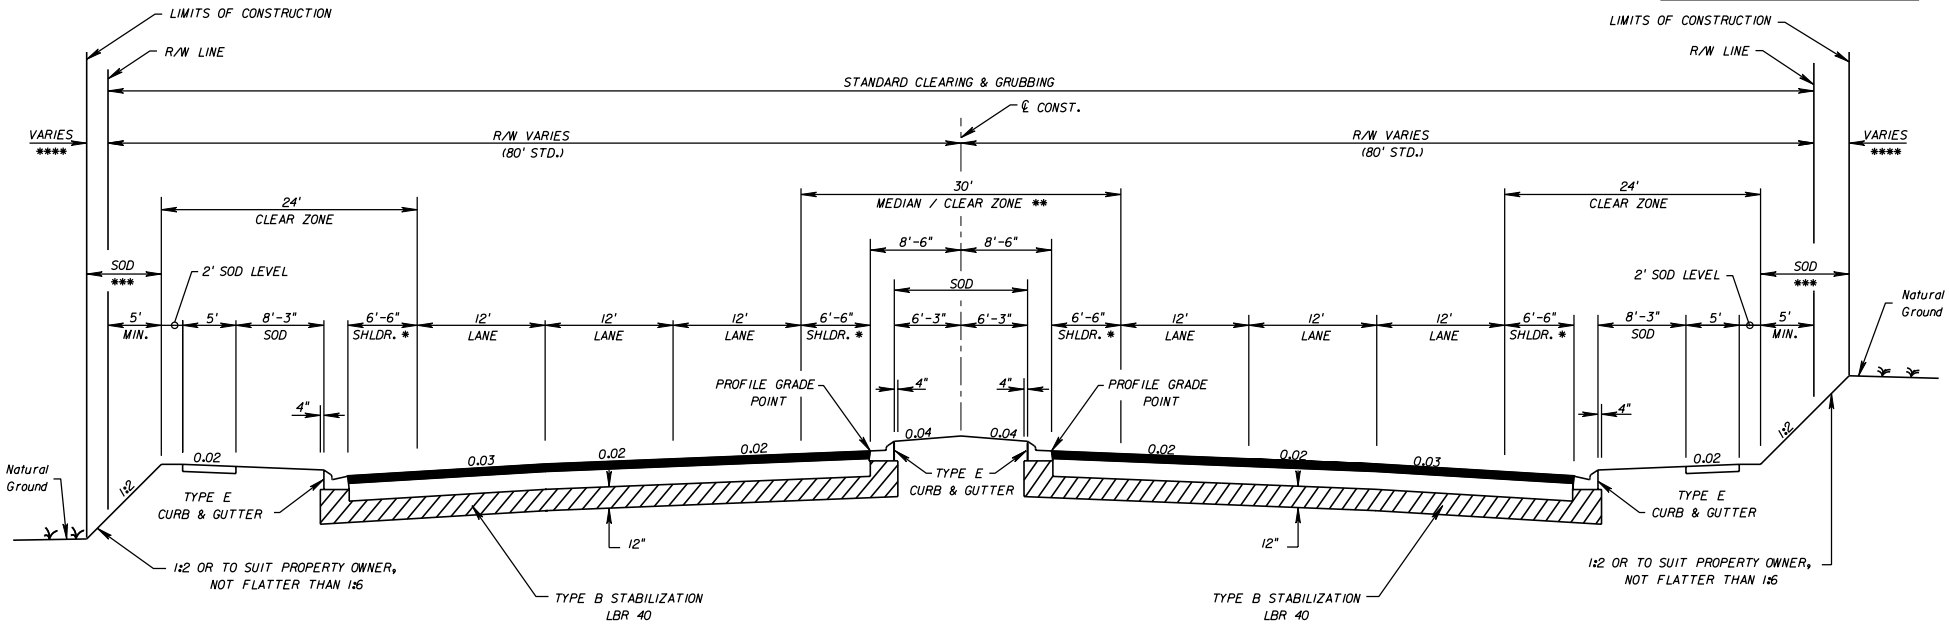 LIMITS OF CONSTRUCTION
LIMITS OF CONSTRUCTION
R/W LINE
R/W LINE
STANDARD CLEARING & GRUBBING
℄ CONST.
VARIES
****
R/W VARIES
(80' STD.)
R/W VARIES
(80' STD.)
VARIES
****
24'
CLEAR ZONE
30'
MEDIAN / CLEAR ZONE **
24'
CLEAR ZONE
8'-6"
8'-6"
SOD
***
2' SOD LEVEL
SOD
2' SOD LEVEL
SOD
***
Natural
Ground
5'
MIN.
5'
8'-3"
SOD
6'-6"
SHLDR. *
12'
LANE
12'
LANE
12'
LANE
6'-6"
SHLDR. *
6'-3"
6'-3"
6'-6"
SHLDR. *
12'
LANE
12'
LANE
12'
LANE
6'-6"
SHLDR. *
8'-3"
SOD
5'
5'
MIN.
PROFILE GRADE
POINT
4"
4"
PROFILE GRADE
POINT
4"
4"
0.04
0.04
1:2
0.02
0.03
0.02
0.02
0.02
0.02
0.03
0.02
Natural
Ground
1:2
TYPE E
CURB & GUTTER
TYPE E
CURB & GUTTER
TYPE E
CURB & GUTTER
12"
12"
1:2 OR TO SUIT PROPERTY OWNER,
NOT FLATTER THAN 1:6
1:2 OR TO SUIT PROPERTY OWNER,
NOT FLATTER THAN 1:6
TYPE B STABILIZATION
LBR 40
TYPE B STABILIZATION
LBR 40